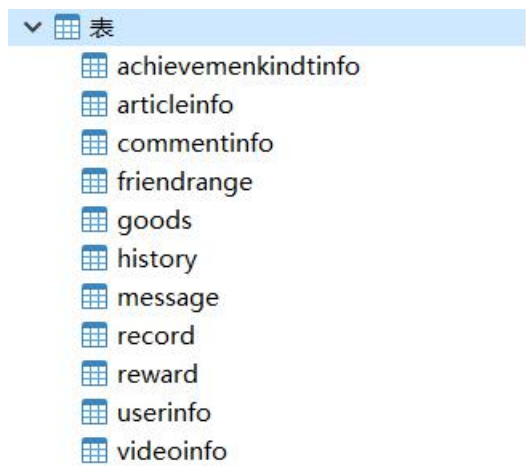 表
achievemenkindtinfo
articleinfo
commentinfo
friendrange
goods
history
message
record
reward
userinfo
videoinfo